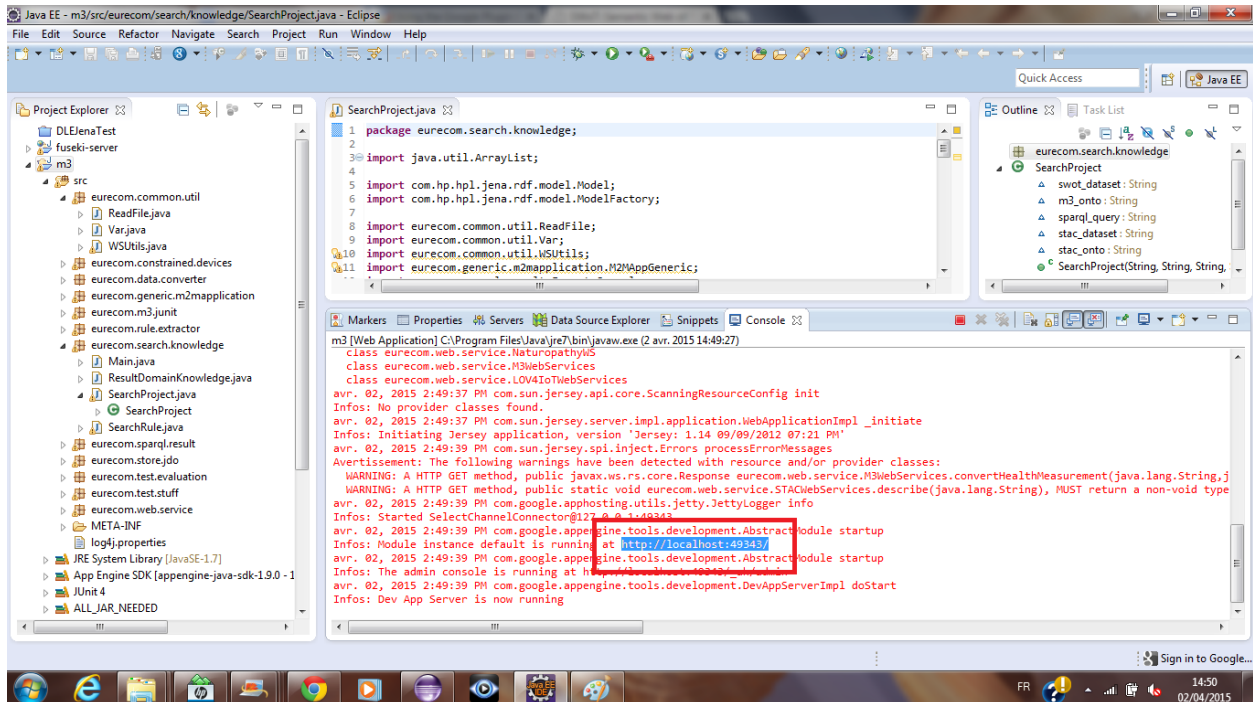 Java EE - m3/src/eurecom/search/knowledge/SearchProject.java - Eclipse
File Edit Source Refactor Navigate Search Project Run Window Help
Quick Access
Java EE
Project Explorer
DLEJenaTest
fuseki-server
m3
src
eurecom.common.util
ReadFile.java
Var.java
WSUtils.java
eurecom.constrained.devices
eurecom.data.converter
eurecom.generic.m2mapplication
eurecom.m3.junit
eurecom.rule.extractor
eurecom.search.knowledge
Main.java
ResultDomainKnowledge.java
SearchProject.java
SearchProject
SearchRule.java
eurecom.sparql.result
eurecom.store.jdo
eurecom.test.evaluation
eurecom.test.stuff
eurecom.web.service
META-INF
log4j.properties
JRE System Library [JavaSE-1.7]
App Engine SDK [appengine-java-sdk-1.9.0 - 1
JUnit 4
ALL_JAR_NEEDED
SearchProject.java
1 package eurecom.search.knowledge;
2
3 import java.util.ArrayList;
4
5 import com.hp.hpl.jena.rdf.model.Model;
6 import com.hp.hpl.jena.rdf.model.ModelFactory;
7
8 import eurecom.common.util.ReadFile;
9 import eurecom.common.util.Var;
10 import eurecom.common.util.WSUtils;
11 import eurecom.generic.m2mapplication.M2MAppGeneric;
Outline Task List
eurecom.search.knowledge
SearchProject
swot_dataset : String
m3_onto : String
sparql_query : String
stac_dataset : String
stac_onto : String
SearchProject(String, String, String,
Markers Properties Servers Data Source Explorer Snippets Console
m3 [Web Application] C:\Program Files\Java\jre7\bin\javaw.exe (2 avr. 2015 14:49:27)
class eurecom.web.service.NaturopathyWS
class eurecom.web.service.M3WebServices
class eurecom.web.service.LOV4IoTWebServices
avr. 02, 2015 2:49:37 PM com.sun.jersey.api.core.ScanningResourceConfig init
Infos: No provider classes found.
avr. 02, 2015 2:49:37 PM com.sun.jersey.server.impl.application.WebApplicationImpl _initiate
Infos: Initiating Jersey application, version 'Jersey: 1.14 09/09/2012 07:21 PM'
avr. 02, 2015 2:49:39 PM com.sun.jersey.spi.inject.Errors processErrorMessages
Avertissement: The following warnings have been detected with resource and/or provider classes:
WARNING: A HTTP GET method, public javax.ws.rs.core.Response eurecom.web.service.M3WebServices.convertHealthMeasurement(java.lang.String,j
WARNING: A HTTP GET method, public static void eurecom.web.service.STACWebServices.describe(java.lang.String), MUST return a non-void type
avr. 02, 2015 2:49:39 PM com.google.apphosting.utils.jetty.JettyLogger info
Infos: Started SelectChannelConnector@127.0.0.1:49343
avr. 02, 2015 2:49:39 PM com.google.appengine.tools.development.AbstractModule startup
Infos: Module instance default is running at http://localhost:49343/
avr. 02, 2015 2:49:39 PM com.google.appengine.tools.development.AbstractModule startup
Infos: The admin console is running at http://localhost:49343/_ah/admin
avr. 02, 2015 2:49:39 PM com.google.appengine.tools.development.DevAppServerImpl doStart
Infos: Dev App Server is now running
Sign in to Google...
FR
14:50
02/04/2015